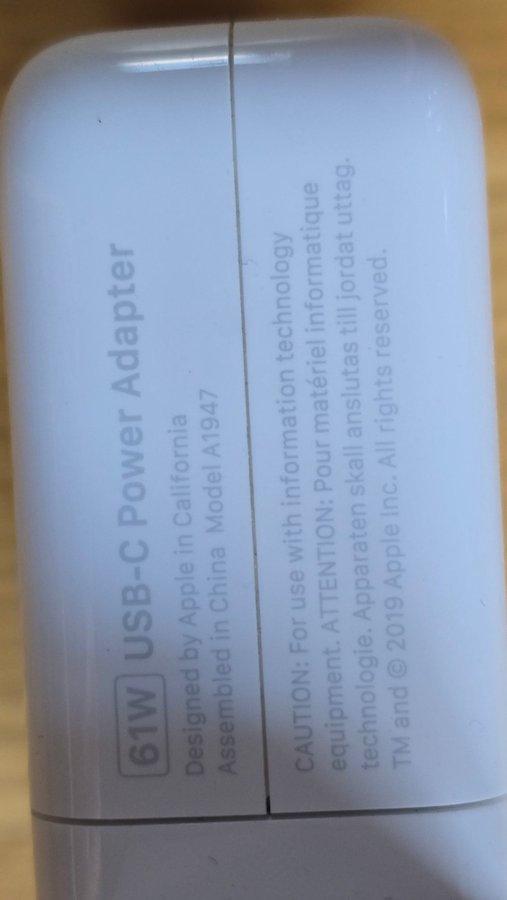 61W USB-C Power Adapter
Designed by Apple in California
Assembled in China Model A1947
CAUTION: For use with information technology
equipment. ATTENTION: Pour matériel informatique
technologie. Apparaten skall anslutas till jordat uttag.
TM and © 2019 Apple Inc. All rights reserved.